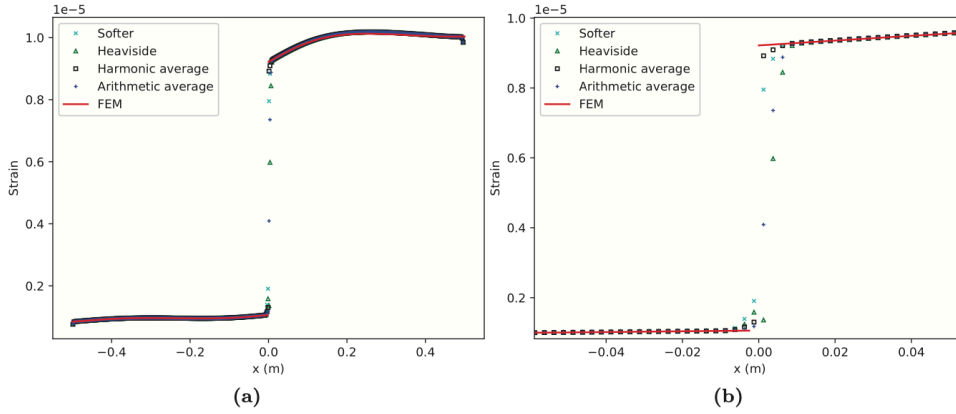 1e−5
Softer
Heaviside
Harmonic average
Arithmetic average
FEM
Strain
1.0
0.8
0.6
0.4
0.2
−0.4
−0.2
0.0
0.2
0.4
x (m)
(a)
1e−5
Softer
Heaviside
Harmonic average
Arithmetic average
FEM
Strain
1.0
0.8
0.6
0.4
0.2
−0.04
−0.02
0.00
0.02
0.04
x (m)
(b)